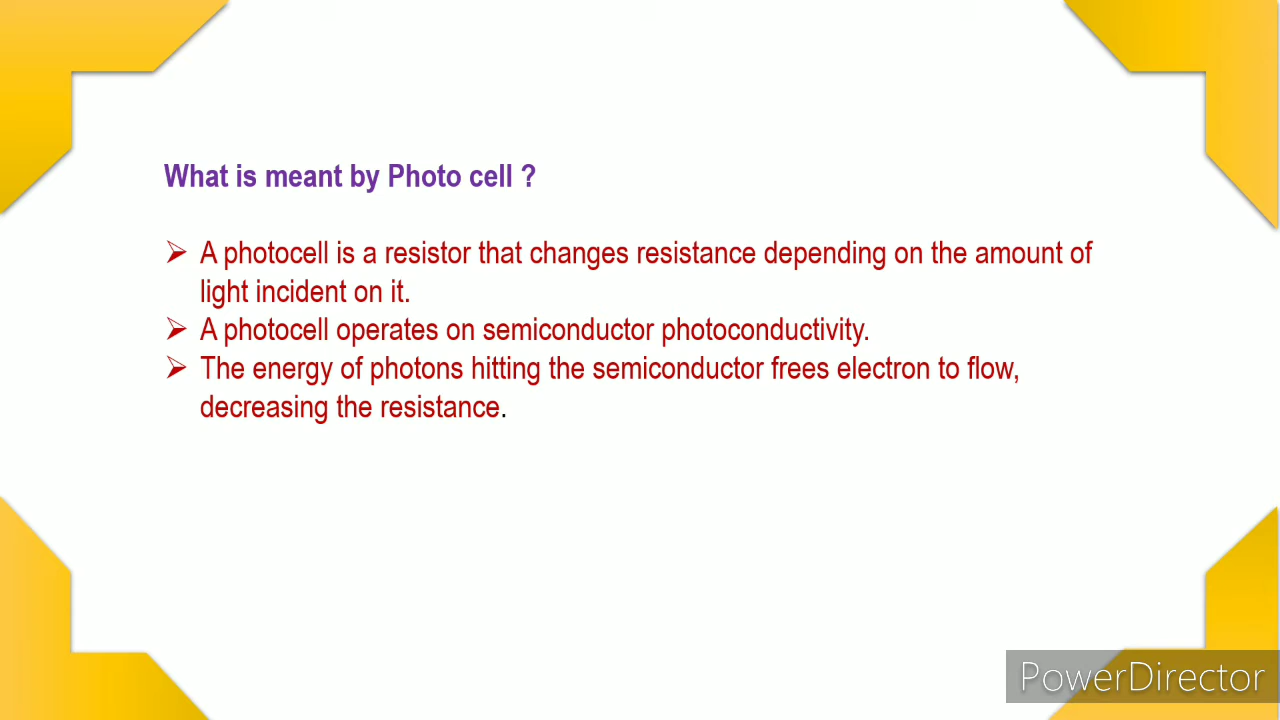 What is meant by Photo cell ?
➢ A photocell is a resistor that changes resistance depending on the amount of
light incident on it.
➢ A photocell operates on semiconductor photoconductivity.
➢ The energy of photons hitting the semiconductor frees electron to flow,
decreasing the resistance.
PowerDirector